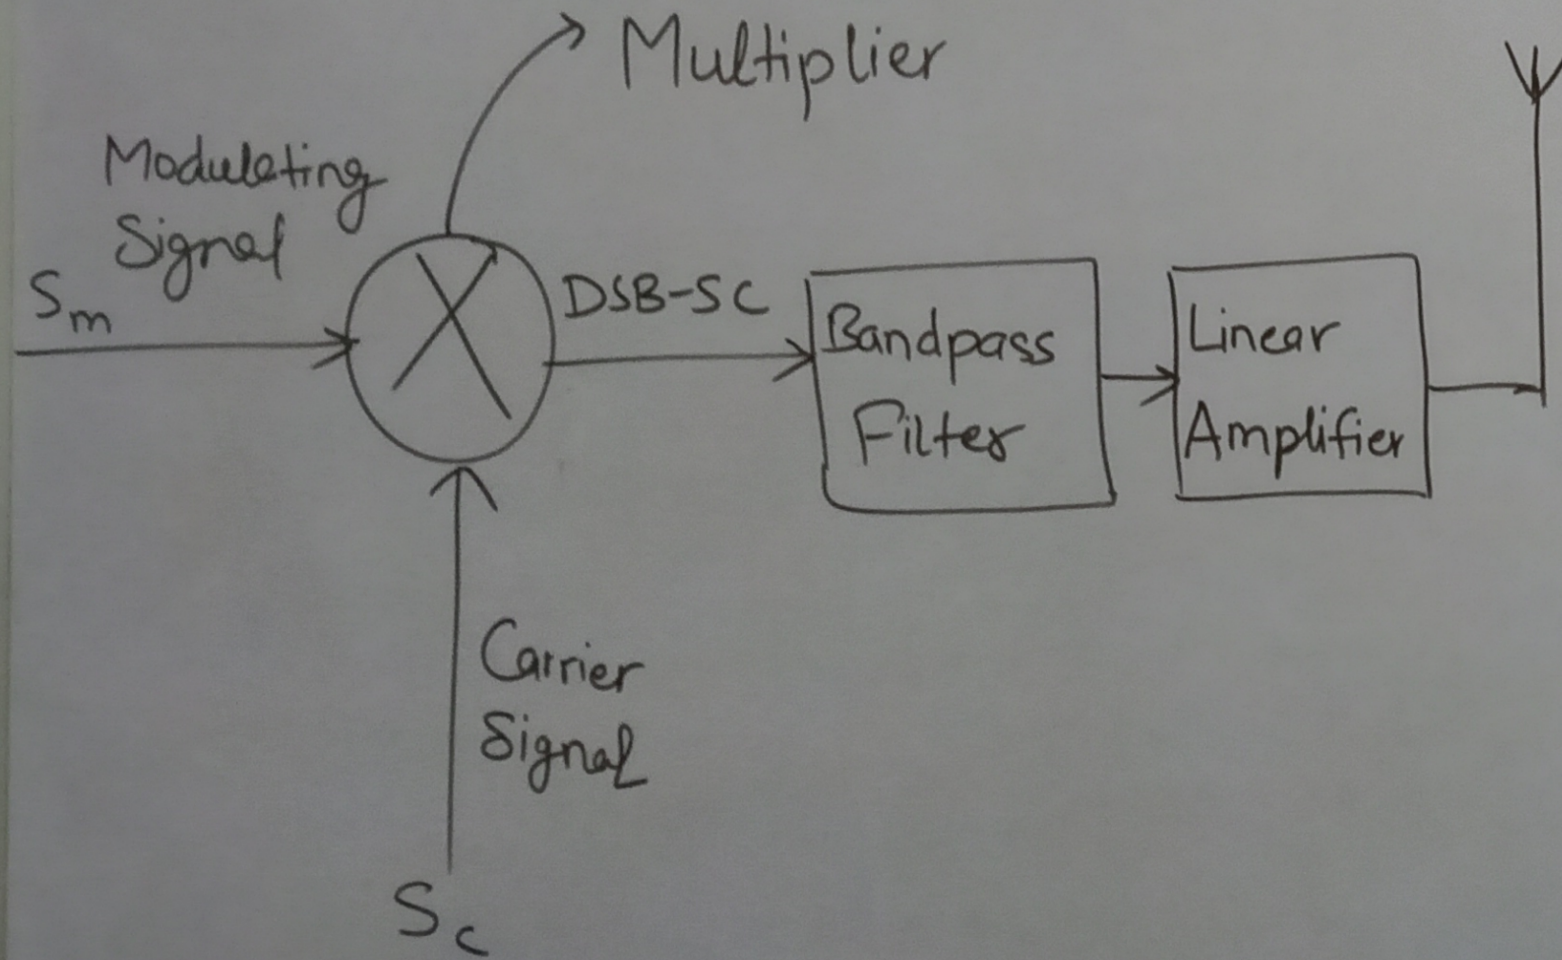 Multiplier
Modulating
Signal
Sm
DSB-SC
Bandpass
Filter
Linear
Amplifier
Carrier
Signal
Sc